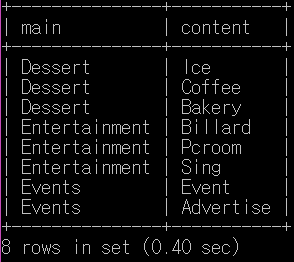 +---------------+-----------+
| main          | content   |
+---------------+-----------+
| Dessert       | Ice       |
| Dessert       | Coffee    |
| Dessert       | Bakery    |
| Entertainment | Billard   |
| Entertainment | Pcroom    |
| Entertainment | Sing      |
| Events        | Event     |
| Events        | Advertise |
+---------------+-----------+
8 rows in set (0.40 sec)